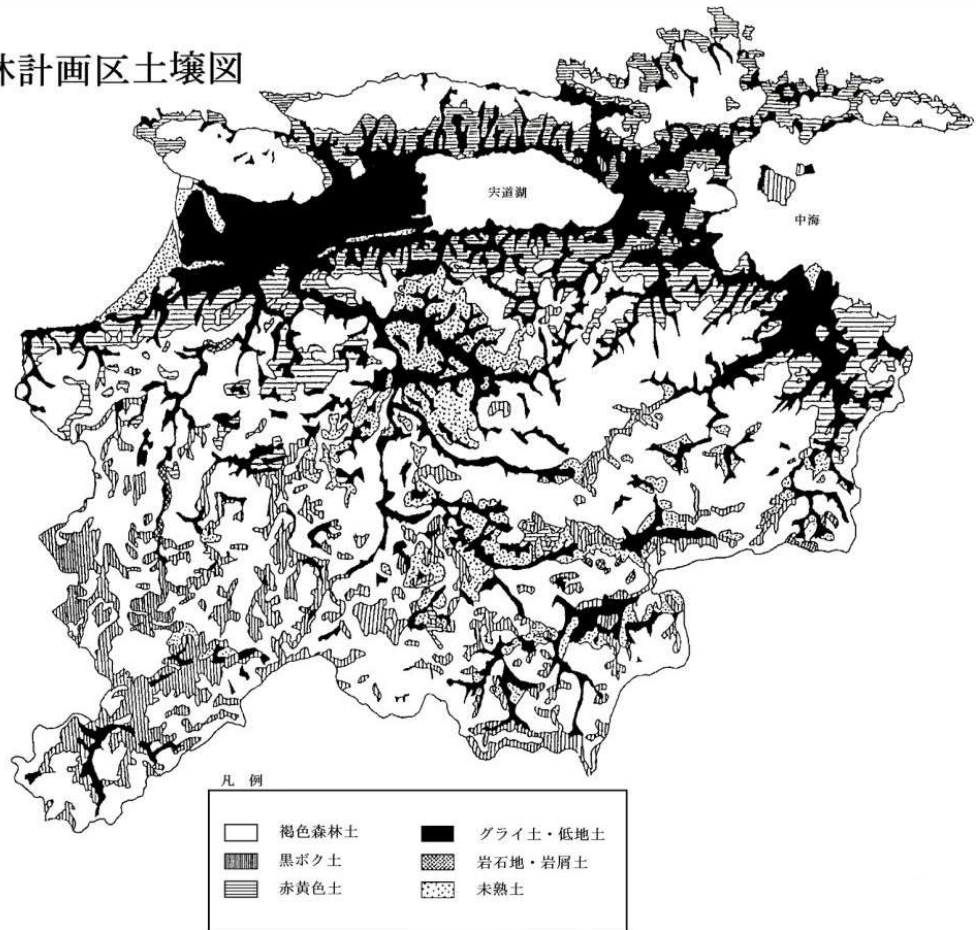 林計画区土壌図
宍道湖
中海
凡例
褐色森林土
グライ土・低地土
黒ボク土
岩石地・岩屑土
赤黄色土
未熟土